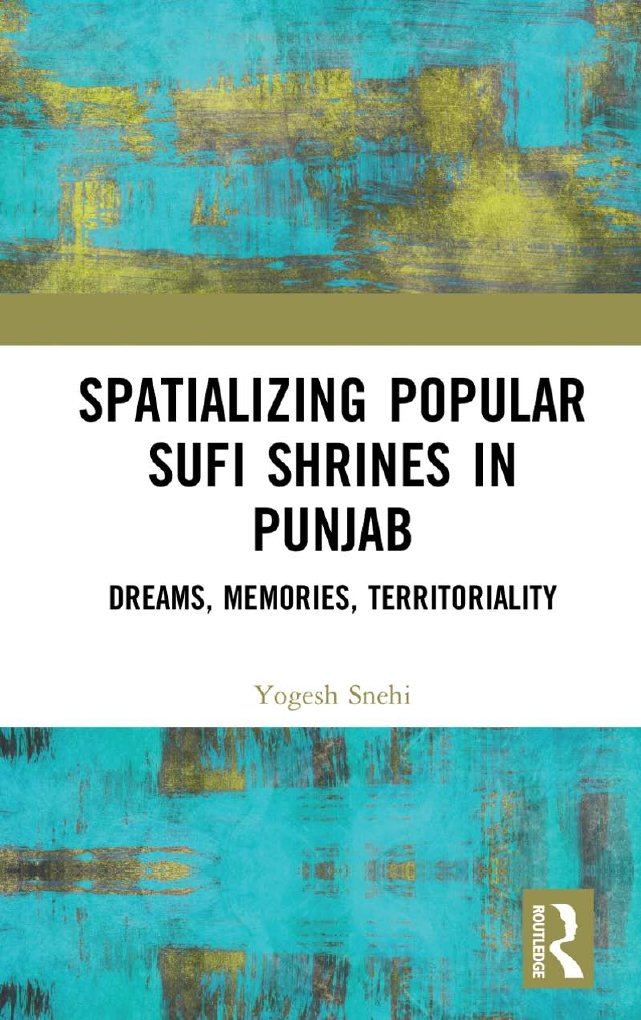 SPATIALIZING POPULAR
SUFI SHRINES IN
PUNJAB
DREAMS, MEMORIES, TERRITORIALITY
Yogesh Snehi
ROUTLEDGE